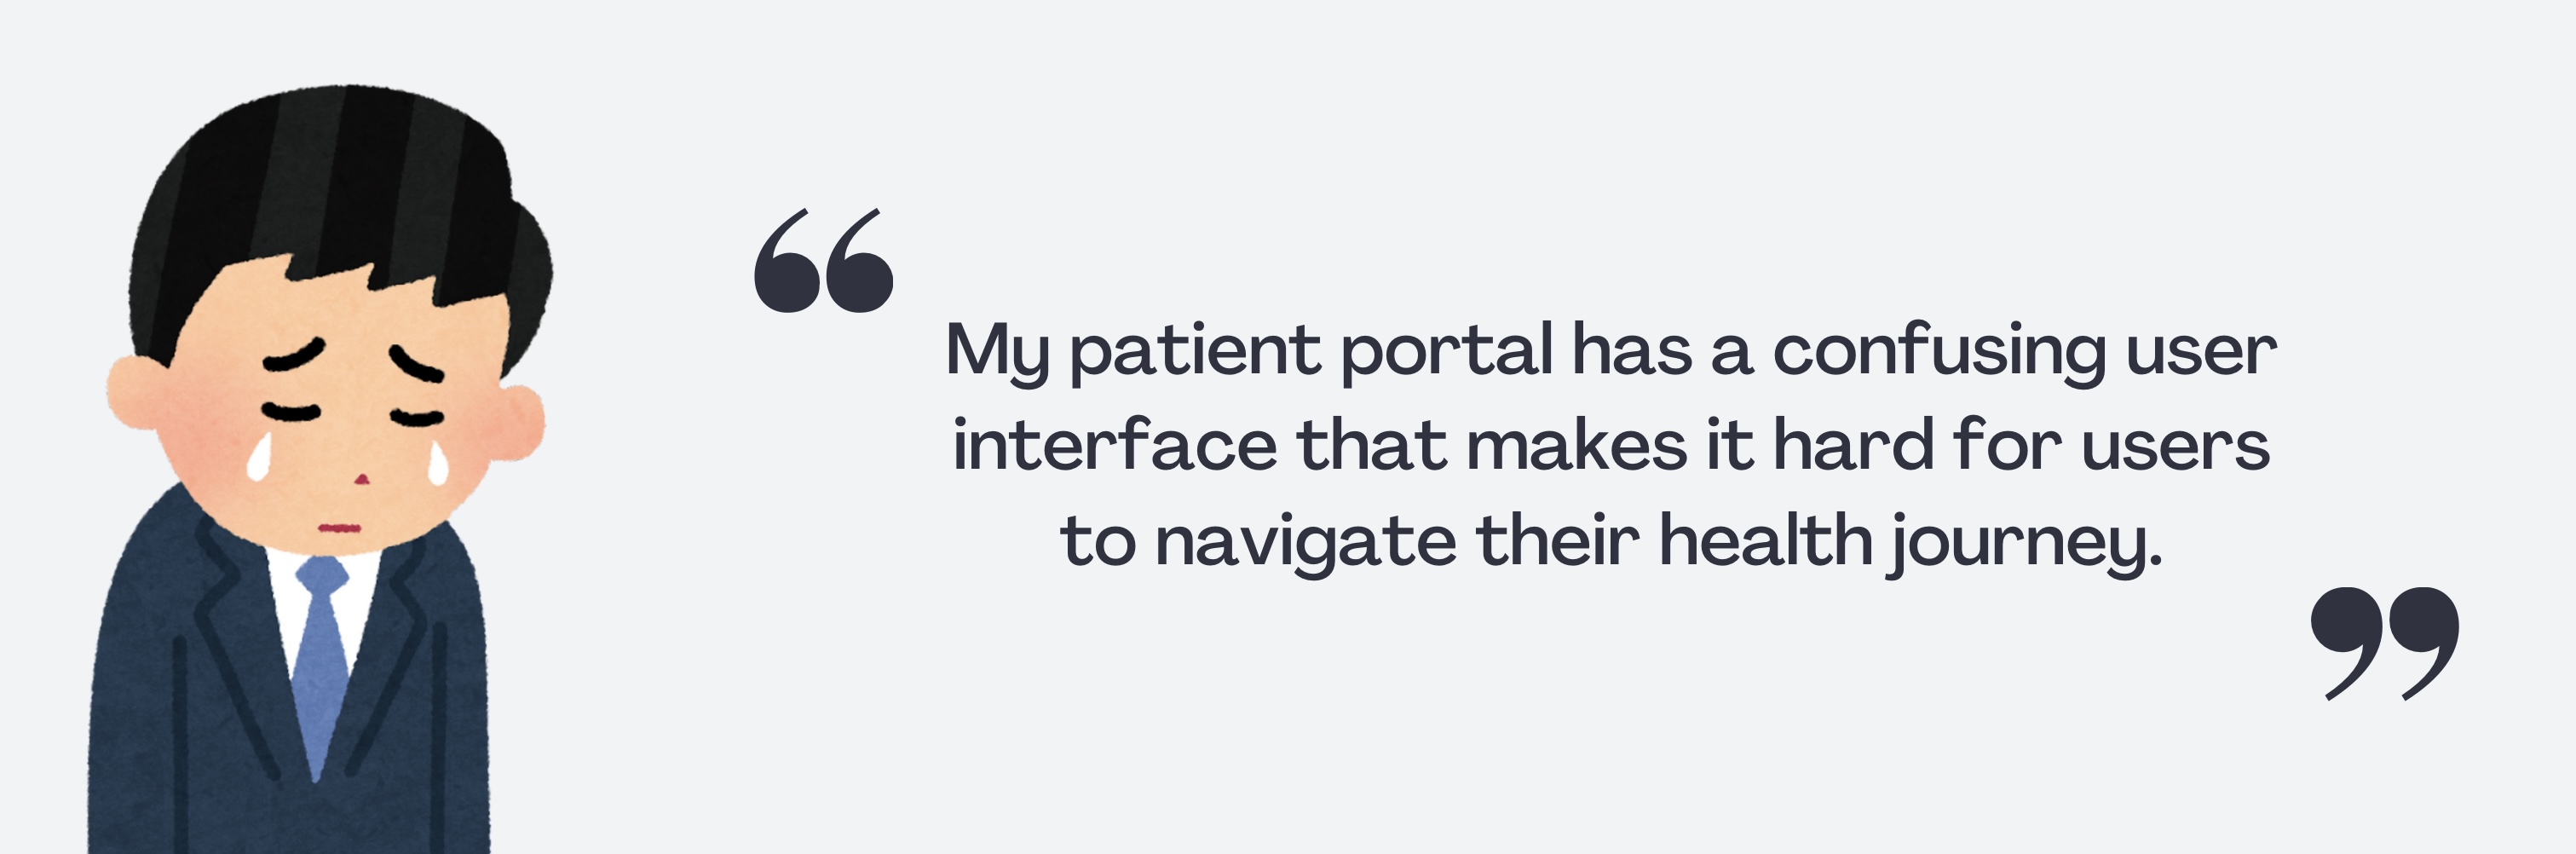 “
My patient portal has a confusing user
interface that makes it hard for users
to navigate their health journey.
”